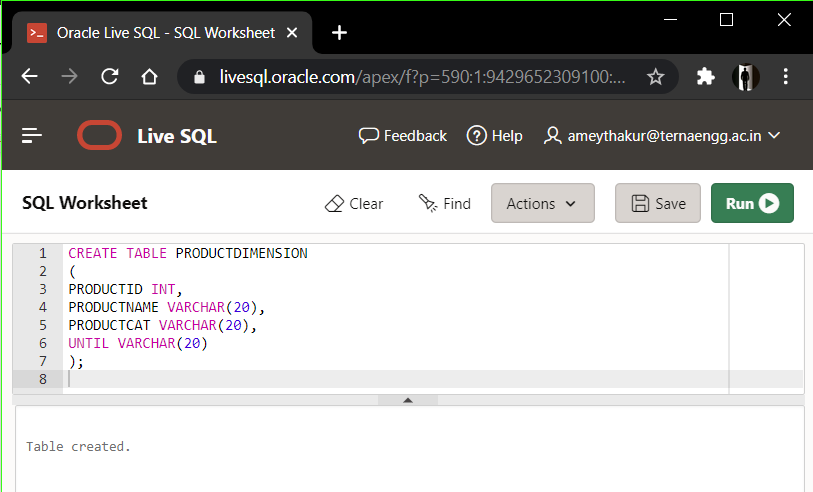 Oracle Live SQL - SQL Worksheet
livesql.oracle.com/apex/f?p=590:1:9429652309100:...
Live SQL
Feedback
Help
ameythakur@ternaengg.ac.in
SQL Worksheet
Clear
Find
Actions
Save
Run
1 CREATE TABLE PRODUCTDIMENSION
2 (
3 PRODUCTID INT,
4 PRODUCTNAME VARCHAR(20),
5 PRODUCTCAT VARCHAR(20),
6 UNTIL VARCHAR(20)
7 );
8
Table created.